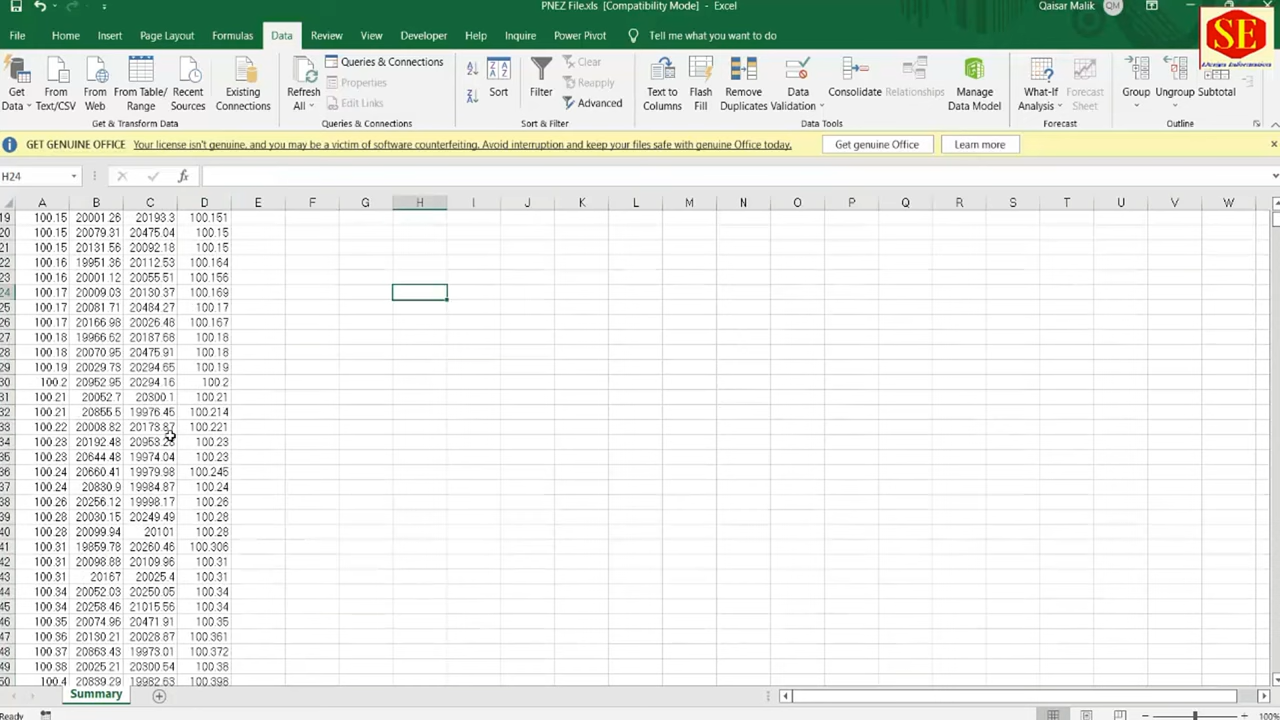 PNEZ File.xls [Compatibility Mode] - Excel
Qaisar Malik QM
SE
File Home Insert Page Layout Formulas Data Review View Developer Help Inquire Power Pivot Tell me what you want to do
Get Data From Text/CSV From Web From Table/ Range Recent Sources Existing Connections
Get & Transform Data
Refresh All Queries & Connections
Properties
Edit Links
Queries & Connections
Sort Filter Clear
Reapply
Advanced
Sort & Filter
Text to Columns Flash Fill Remove Duplicates Data Validation Consolidate Relationships Manage Data Model
Data Tools
What-If Analysis Forecast Sheet
Forecast
Group Ungroup Subtotal
Outline
GET GENUINE OFFICE Your license isn't genuine, and you may be a victim of software counterfeiting. Avoid interruption and keep your files safe with genuine Office today. Get genuine Office Learn more
H24 fx
A B C D E F G H I J K L M N O P Q R S T U V W
19 100.15 20001.26 20193.3 100.151
20 100.15 20079.31 20475.04 100.15
21 100.15 20131.56 20092.18 100.15
22 100.16 19951.36 20112.53 100.164
23 100.16 20001.12 20055.51 100.156
24 100.17 20009.03 20130.37 100.169
25 100.17 20081.71 20484.27 100.17
26 100.17 20166.98 20026.48 100.167
27 100.18 19966.62 20187.68 100.18
28 100.18 20070.95 20475.91 100.18
29 100.19 20029.73 20294.65 100.19
30 100.2 20952.95 20294.16 100.2
31 100.21 20052.7 20300.1 100.21
32 100.21 20855.5 19976.45 100.214
33 100.22 20008.82 20178.87 100.221
34 100.23 20192.48 100.23
35 100.23 20644.48 19974.04 100.23
36 100.24 20660.41 19979.98 100.245
37 100.24 20830.9 19984.87 100.24
38 100.26 20256.12 19998.17 100.26
39 100.28 20030.15 20249.49 100.28
40 100.28 20099.94 20101 100.28
41 100.31 19859.78 20260.46 100.306
42 100.31 20098.88 20109.96 100.31
43 100.31 20167 20025.4 100.31
44 100.34 20052.03 20250.05 100.34
45 100.34 20258.46 21015.56 100.34
46 100.35 20074.96 20471.91 100.35
47 100.36 20130.21 20028.87 100.361
48 100.37 20863.43 19973.01 100.372
49 100.38 20025.21 20300.54 100.38
50 100.4 20839.29 19982.63 100.398
Summary
Ready
100%